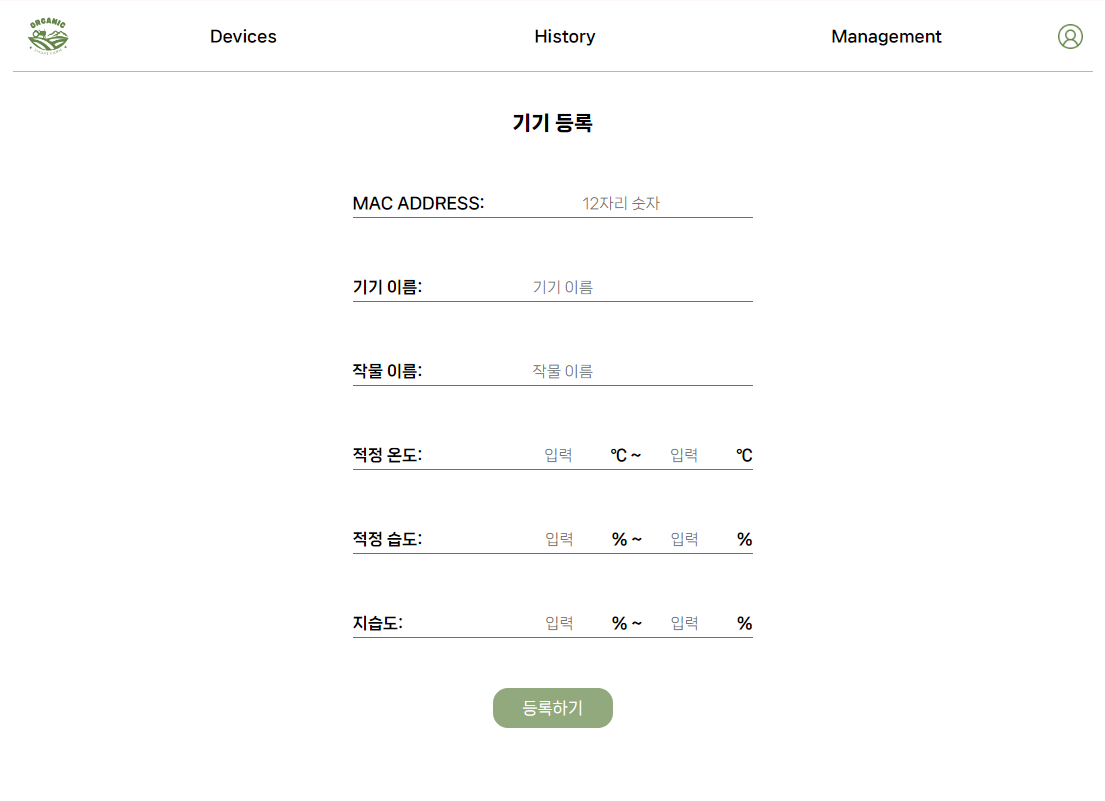 ORGANIC
Devices History Management
기기 등록
MAC ADDRESS: 12자리 숫자
기기 이름: 기기 이름
작물 이름: 작물 이름
적정 온도: 입력 ℃ ~ 입력 ℃
적정 습도: 입력 % ~ 입력 %
지습도: 입력 % ~ 입력 %
등록하기